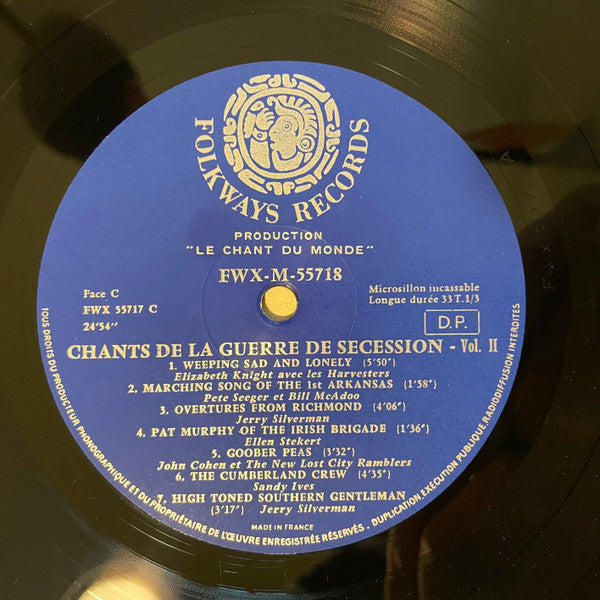 FOLKWAYS RECORDS
PRODUCTION
"LE CHANT DU MONDE"
FWX-M-55718
Face C
FWX 55717 C
24'54"
Microsillon incassable
Longue durée 33 T.1/3
D.P.
CHANTS DE LA GUERRE DE SECESSION - Vol. II
1. WEEPING SAD AND LONELY (5'50")
Elizabeth Knight avec les Harvesters
2. MARCHING SONG OF THE 1st ARKANSAS (1'58")
Pete Seeger et Bill McAdoo
3. OVERTURES FROM RICHMOND (4'06")
Jerry Silverman
4. PAT MURPHY OF THE IRISH BRIGADE (1'36")
Ellen Stekert
5. GOOBER PEAS (3'32")
John Cohen et The New Lost City Ramblers
6. THE CUMBERLAND CREW (4'35")
Sandy Ives
7. HIGH TONED SOUTHERN GENTLEMAN
(3'17") Jerry Silverman
MADE IN FRANCE
TOUS DROITS DU PRODUCTEUR PHONOGRAPHIQUE ET DU PROPRIÉTAIRE DE L'ŒUVRE ENREGISTRÉE RÉSERVÉS - DUPLICATION EXÉCUTION PUBLIQUE RADIODIFFUSION INTERDITES